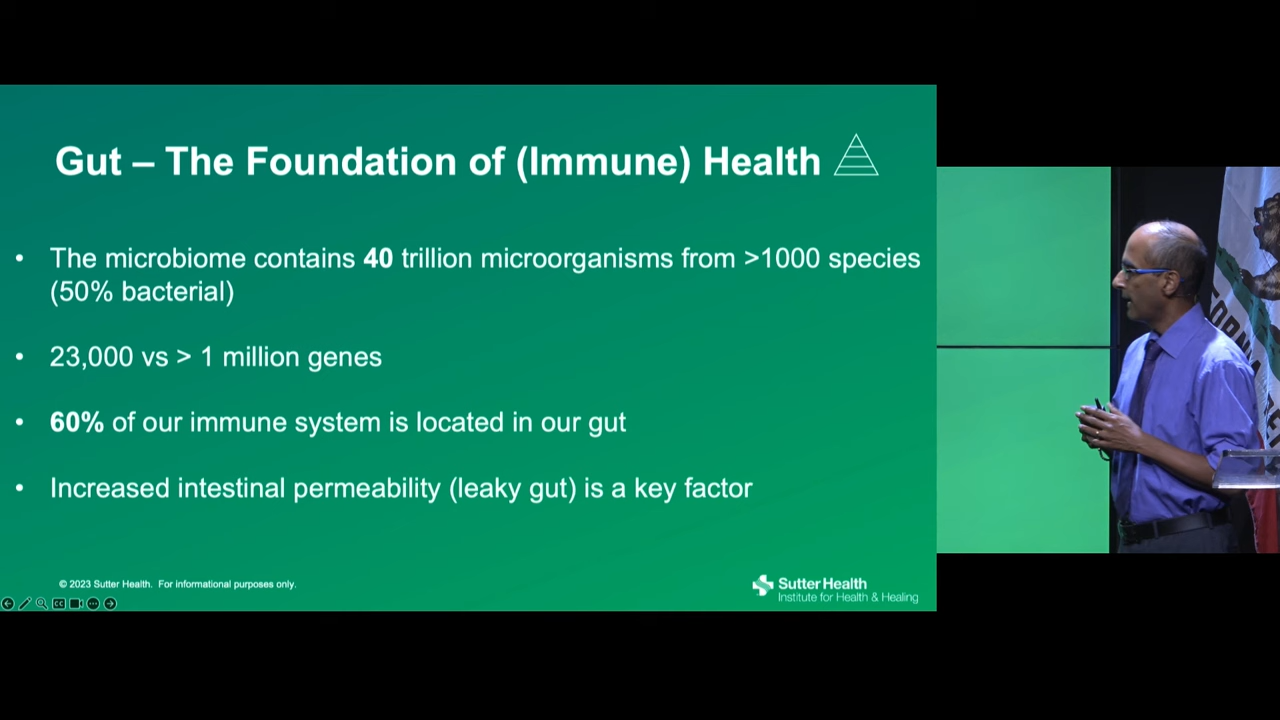 Gut – The Foundation of (Immune) Health
• The microbiome contains 40 trillion microorganisms from >1000 species
(50% bacterial)
• 23,000 vs > 1 million genes
• 60% of our immune system is located in our gut
• Increased intestinal permeability (leaky gut) is a key factor
© 2023 Sutter Health. For informational purposes only.
Sutter Health
Institute for Health & Healing
CC